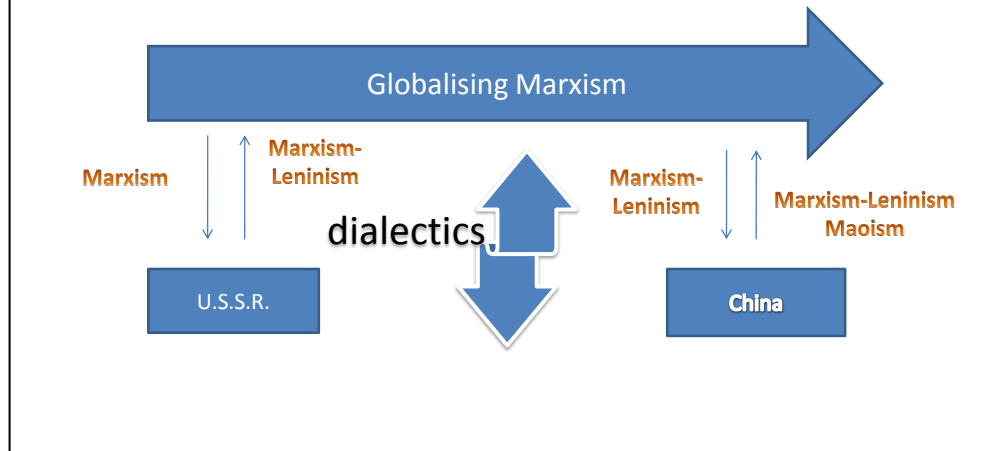 Globalising Marxism
Marxism
Marxism-
Leninism
dialectics
Marxism-
Leninism
Marxism-Leninism
Maoism
U.S.S.R.
China